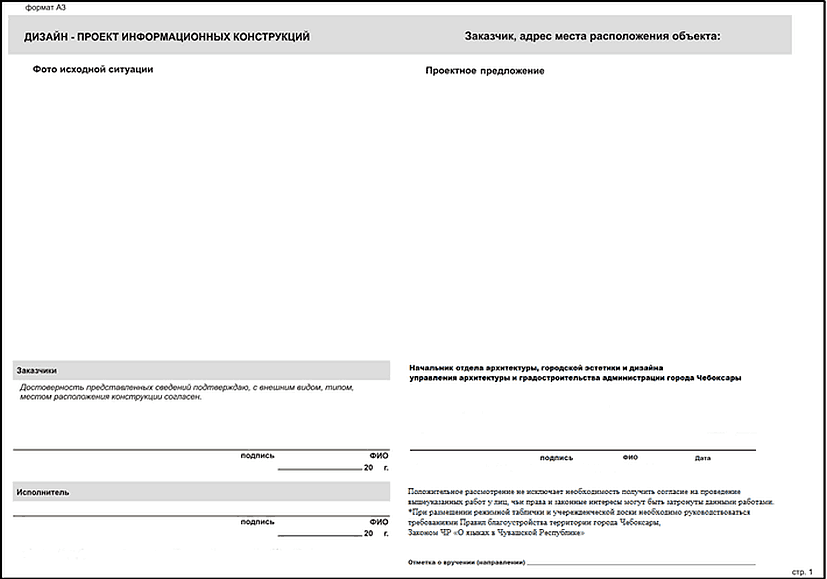 формат А3
ДИЗАЙН - ПРОЕКТ ИНФОРМАЦИОННЫХ КОНСТРУКЦИЙ
Заказчик, адрес места расположения объекта:
Фото исходной ситуации
Проектное предложение
Заказчики
Достоверность представленных сведений подтверждаю, с внешним видом, типом,
местом расположения конструкции согласен.
подпись ФИО
20 г.
Исполнитель
подпись ФИО
20 г.
Начальник отдела архитектуры, городской эстетики и дизайна
управления архитектуры и градостроительства администрации города Чебоксары
подпись ФИО Дата
Положительное рассмотрение не исключает необходимость получить согласие на проведение
вышеуказанных работ у лиц, чьи права и законные интересы могут быть затронуты данными работами.
*При размещении режимной таблички и учережденческой доски необходимо руководствоваться
требованиями Правил благоустройства территории города Чебоксары,
Законом ЧР «О языках в Чувашской Республике»
Отметка о вручении (направлении)
стр. 1